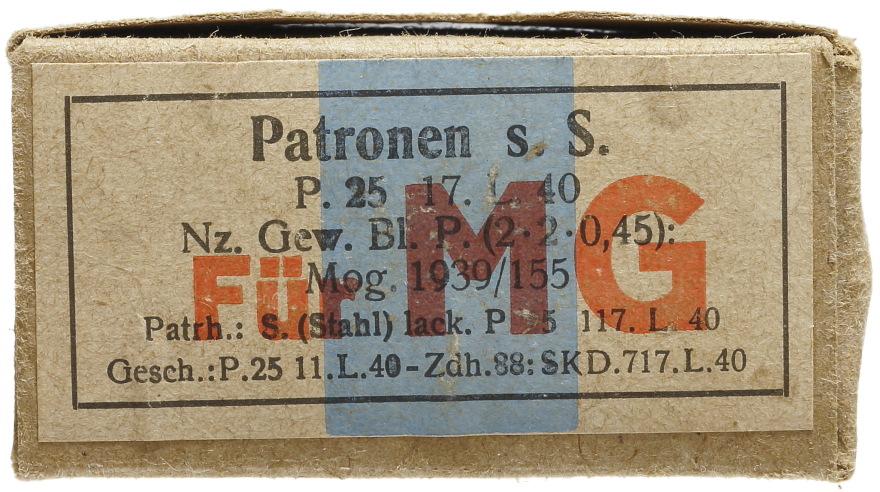 Patronen s. S.
P. 25 17. L. 40
Nz. Gew. Bl. P. (2·2·0,45):
Mog. 1939/155
Patrh.: S. (Stahl) lack. P 25 117. L. 40
Gesch.: P.25 11.L.40-Zdh.88: SKD.717.L.40
Für MG